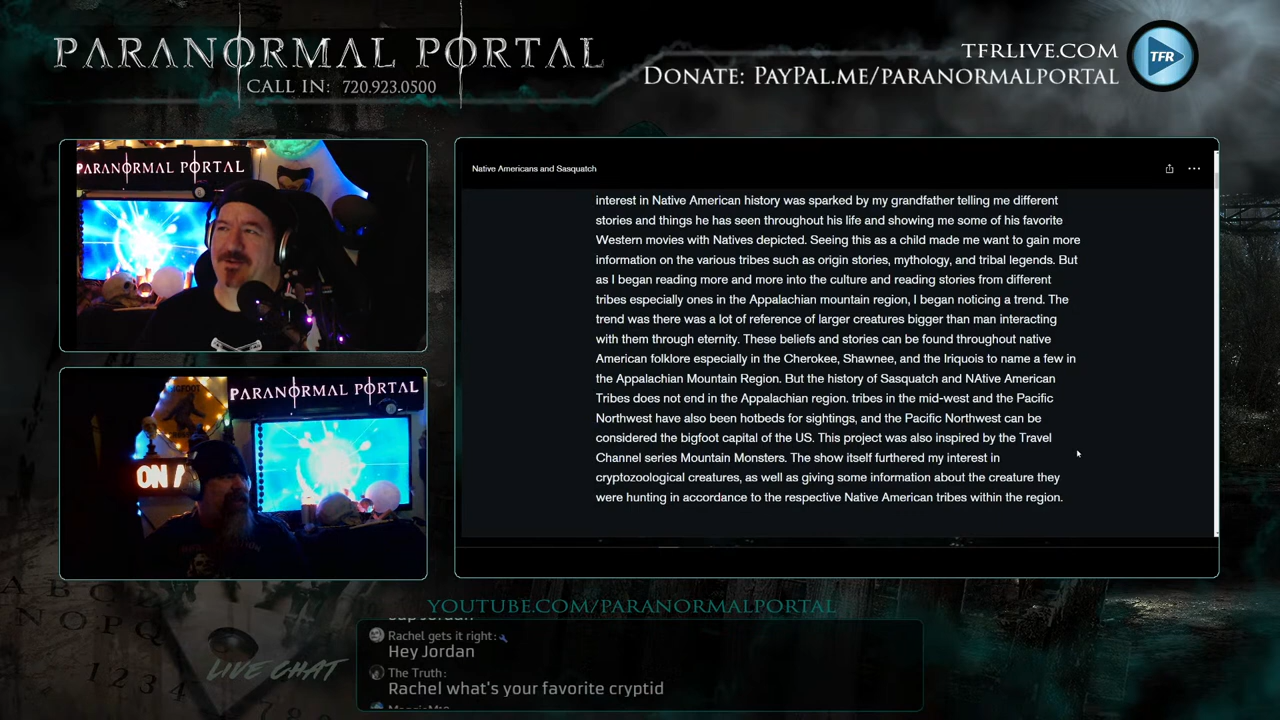 PARANORMAL PORTAL
CALL IN: 720.923.0500
TFRLIVE.COM
DONATE: PAYPAL.ME/PARANORMALPORTAL
TFR
PARANORMAL PORTAL
BIGFOOT
PARANORMAL PORTAL
ON A
Native Americans and Sasquatch
interest in Native American history was sparked by my grandfather telling me different
stories and things he has seen throughout his life and showing me some of his favorite
Western movies with Natives depicted. Seeing this as a child made me want to gain more
information on the various tribes such as origin stories, mythology, and tribal legends. But
as I began reading more and more into the culture and reading stories from different
tribes especially ones in the Appalachian mountain region, I began noticing a trend. The
trend was there was a lot of reference of larger creatures bigger than man interacting
with them through eternity. These beliefs and stories can be found throughout native
American folklore especially in the Cherokee, Shawnee, and the Iriquois to name a few in
the Appalachian Mountain Region. But the history of Sasquatch and NAtive American
Tribes does not end in the Appalachian region. tribes in the mid-west and the Pacific
Northwest have also been hotbeds for sightings, and the Pacific Northwest can be
considered the bigfoot capital of the US. This project was also inspired by the Travel
Channel series Mountain Monsters. The show itself furthered my interest in
cryptozoological creatures, as well as giving some information about the creature they
were hunting in accordance to the respective Native American tribes within the region.
YOUTUBE.COM/PARANORMALPORTAL
A B C D
N O P Q
1 2 3 4
LIVE CHAT
Rachel gets it right:
Hey Jordan
The Truth:
Rachel what's your favorite cryptid